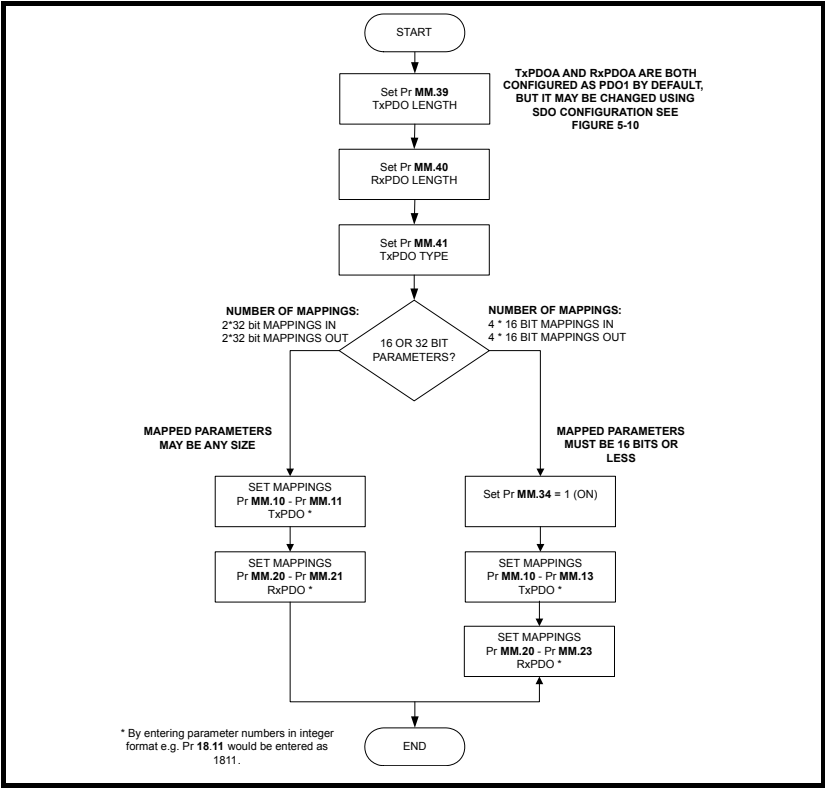 START
TxPDOA AND RxPDOA ARE BOTH
CONFIGURED AS PDO1 BY DEFAULT,
BUT IT MAY BE CHANGED USING
SDO CONFIGURATION SEE
FIGURE 5-10
Set Pr MM.39
TxPDO LENGTH
Set Pr MM.40
RxPDO LENGTH
Set Pr MM.41
TxPDO TYPE
NUMBER OF MAPPINGS:
2*32 bit MAPPINGS IN
2*32 bit MAPPINGS OUT
NUMBER OF MAPPINGS:
4 * 16 BIT MAPPINGS IN
4 * 16 BIT MAPPINGS OUT
16 OR 32 BIT
PARAMETERS?
MAPPED PARAMETERS
MAY BE ANY SIZE
MAPPED PARAMETERS
MUST BE 16 BITS OR
LESS
SET MAPPINGS
Pr MM.10 - Pr MM.11
TxPDO *
Set Pr MM.34 = 1 (ON)
SET MAPPINGS
Pr MM.20 - Pr MM.21
RxPDO *
SET MAPPINGS
Pr MM.10 - Pr MM.13
TxPDO *
SET MAPPINGS
Pr MM.20 - Pr MM.23
RxPDO *
* By entering parameter numbers in integer
format e.g. Pr 18.11 would be entered as
1811.
END